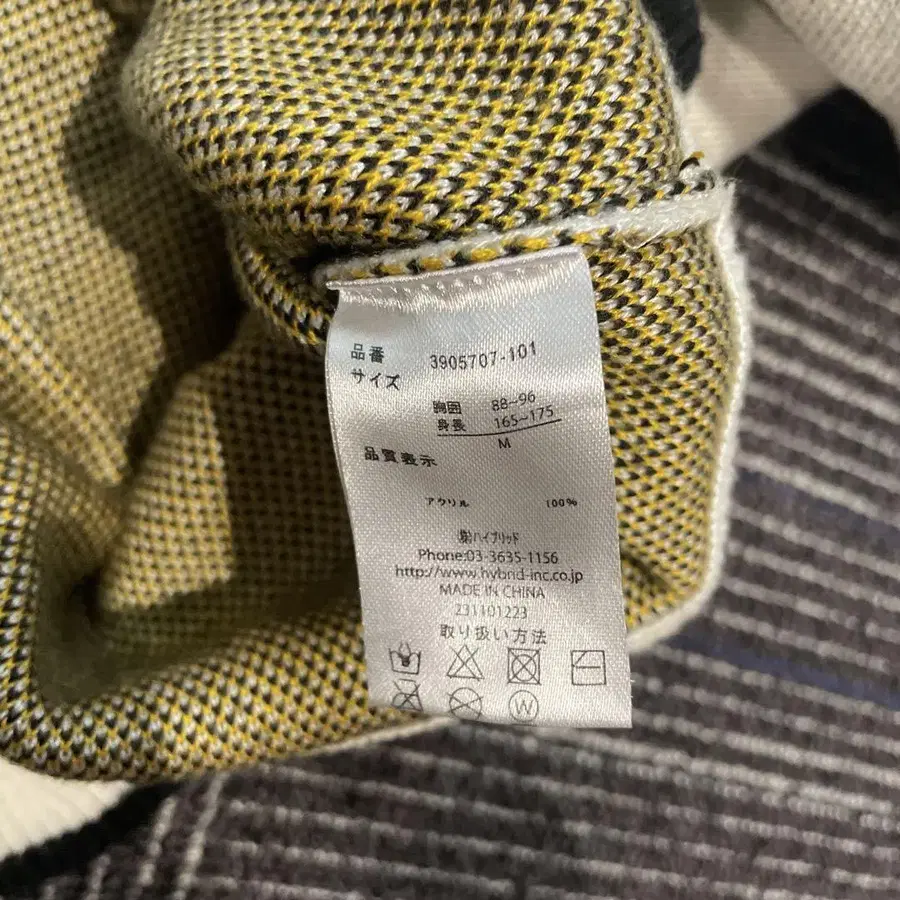 品番 3905707-101
サイズ
胸囲 88~96
身長 165~175
M
品質表示
アクリル 100%
㈱ハイブリッド
Phone:03-3635-1156
http://www.hybrid-inc.co.jp
MADE IN CHINA
231101223
取り扱い方法
W